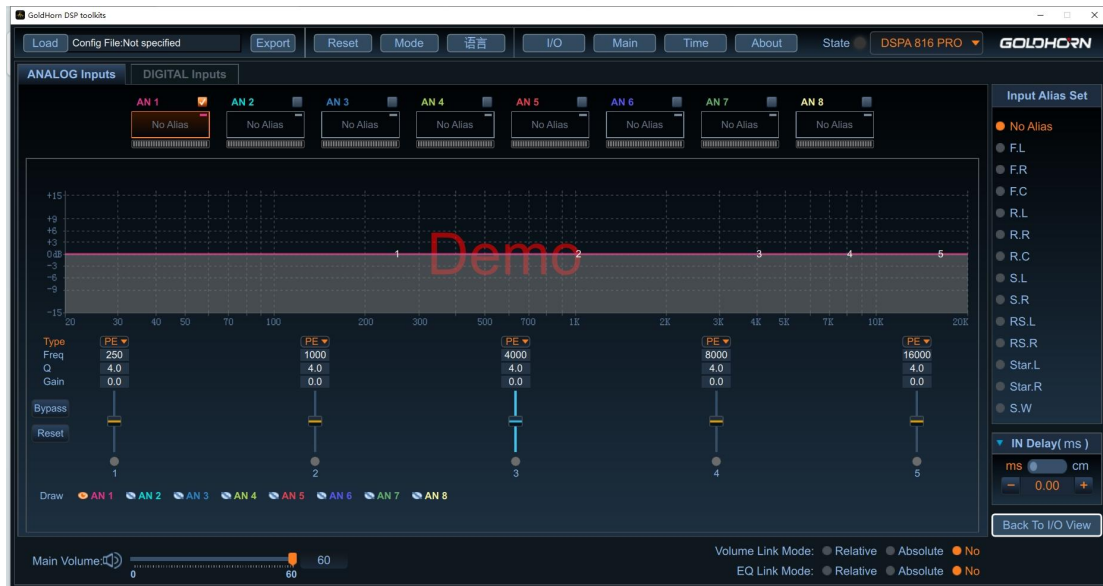 GoldHorn DSP toolkits
Load Config File:Not specified Export Reset Mode 语言 I/O Main Time About State DSPA 816 PRO GOLDHORN
ANALOG Inputs DIGITAL Inputs
AN 1 AN 2 AN 3 AN 4 AN 5 AN 6 AN 7 AN 8
No Alias No Alias No Alias No Alias No Alias No Alias No Alias No Alias
Input Alias Set
No Alias
F.L
F.R
F.C
R.L
R.R
R.C
S.L
S.R
RS.L
RS.R
Star.L
Star.R
S.W
+15
+9
+6
+3
0dB
-3
-6
-9
-15
1 2 3 4 5
Demo
20 30 40 50 70 100 200 300 500 700 1K 2K 3K 4K 5K 7K 10K 20K
Type PE PE PE PE PE
Freq 250 1000 4000 8000 16000
Q 4.0 4.0 4.0 4.0 4.0
Gain 0.0 0.0 0.0 0.0 0.0
Bypass
Reset
1 2 3 4 5
Draw AN 1 AN 2 AN 3 AN 4 AN 5 AN 6 AN 7 AN 8
IN Delay( ms )
ms cm
− 0.00 +
Back To I/O View
Main Volume: 60
0 60
Volume Link Mode: Relative Absolute No
EQ Link Mode: Relative Absolute No